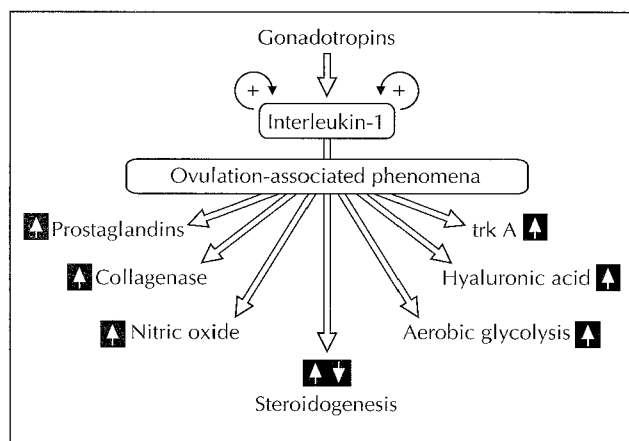 Gonadotropins
+ +
Interleukin-1
Ovulation-associated phenomena
Prostaglandins trk A
Collagenase Hyaluronic acid
Nitric oxide Aerobic glycolysis
Steroidogenesis